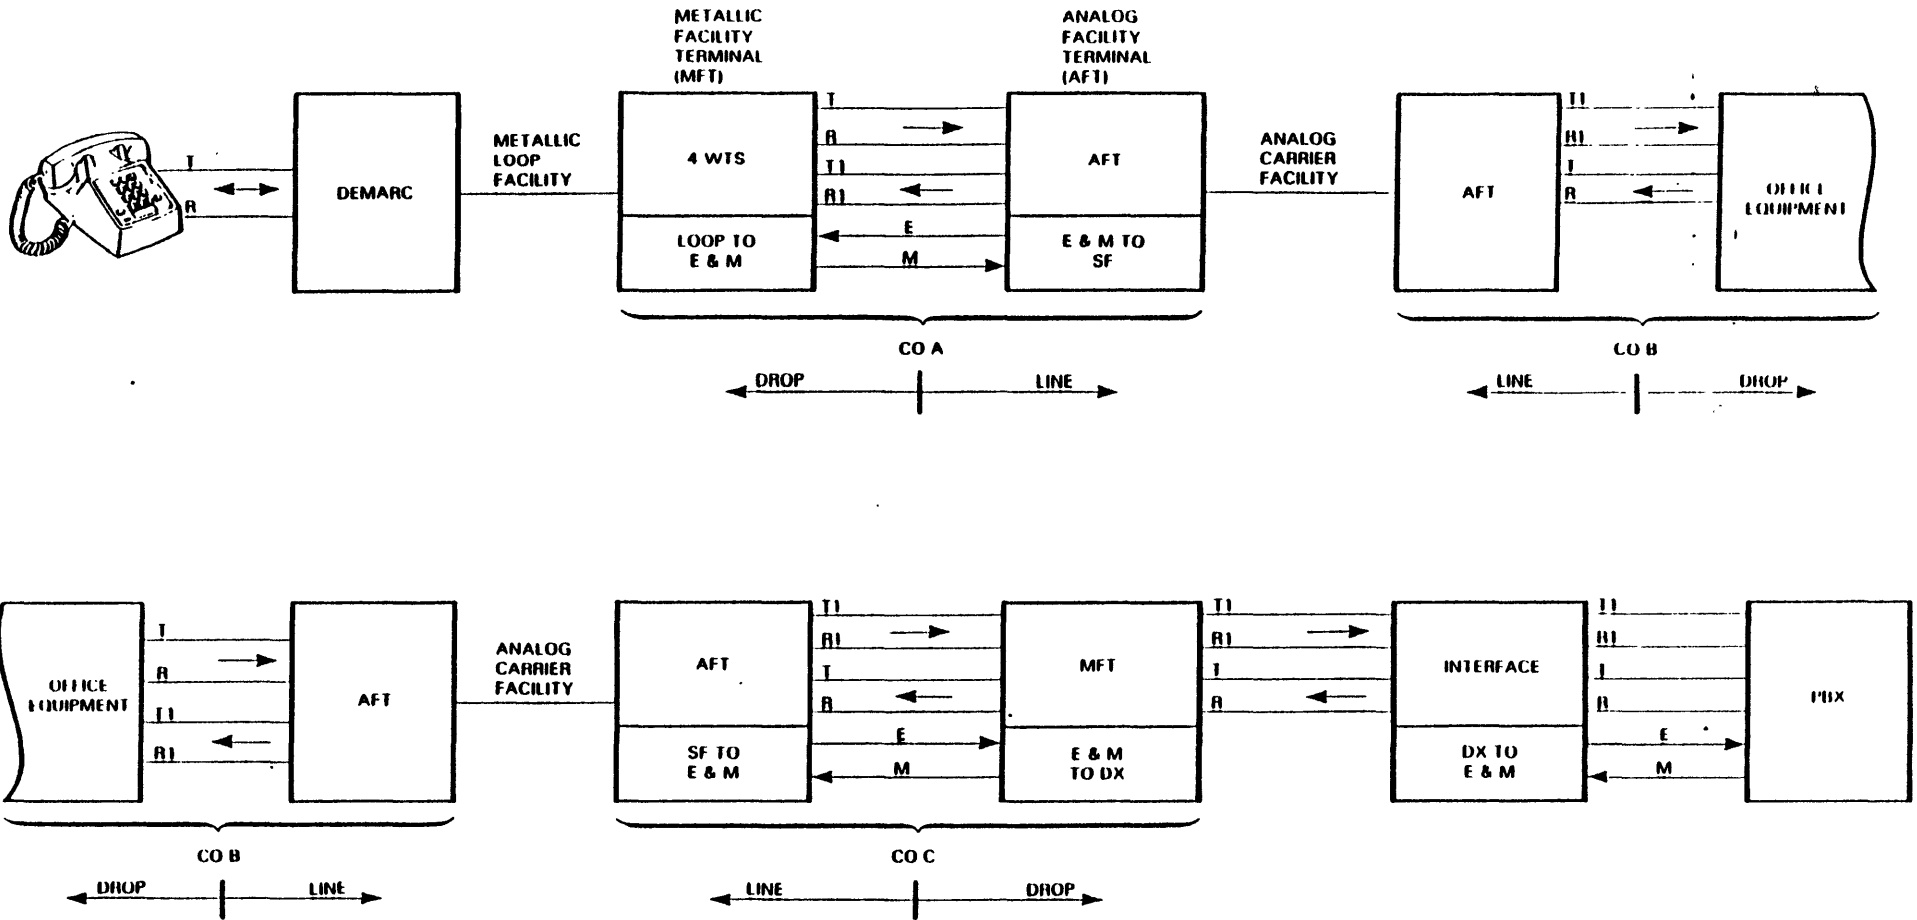 METALLIC
FACILITY
TERMINAL
(MFT)
ANALOG
FACILITY
TERMINAL
(AFT)
T
R
DEMARC
METALLIC
LOOP
FACILITY
4 WTS
LOOP TO
E & M
T
R
T1
R1
E
M
AFT
E & M TO
SF
ANALOG
CARRIER
FACILITY
AFT
T1
R1
T
R
OFFICE
EQUIPMENT
CO A
DROP
LINE
CO B
LINE
DROP
OFFICE
EQUIPMENT
T
R
T1
R1
AFT
ANALOG
CARRIER
FACILITY
AFT
SF TO
E & M
T1
R1
T
R
E
M
MFT
E & M
TO DX
T1
R1
T
R
INTERFACE
DX TO
E & M
T1
R1
T
R
E
M
PBX
CO B
DROP
LINE
CO C
LINE
DROP